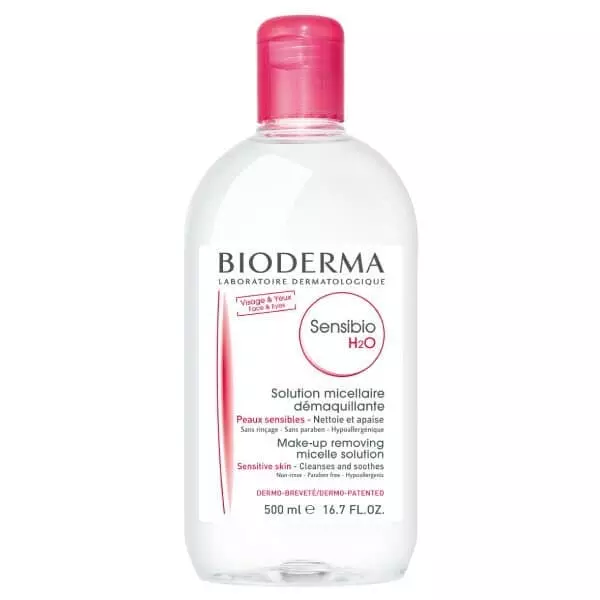 BIODERMA
LABORATOIRE DERMATOLOGIQUE
Visage & Yeux
Face & Eyes
Sensibio
H2O
Solution micellaire
démaquillante
Peaux sensibles - Nettoie et apaise
Sans rinçage - Sans paraben - Hypoallergénique
Make-up removing
micelle solution
Sensitive skin - Cleanses and soothes
Non-rinse - Paraben free - Hypoallergenic
DERMO-BREVETÉ/DERMO-PATENTED
500 ml ℮ 16.7 FL.OZ.